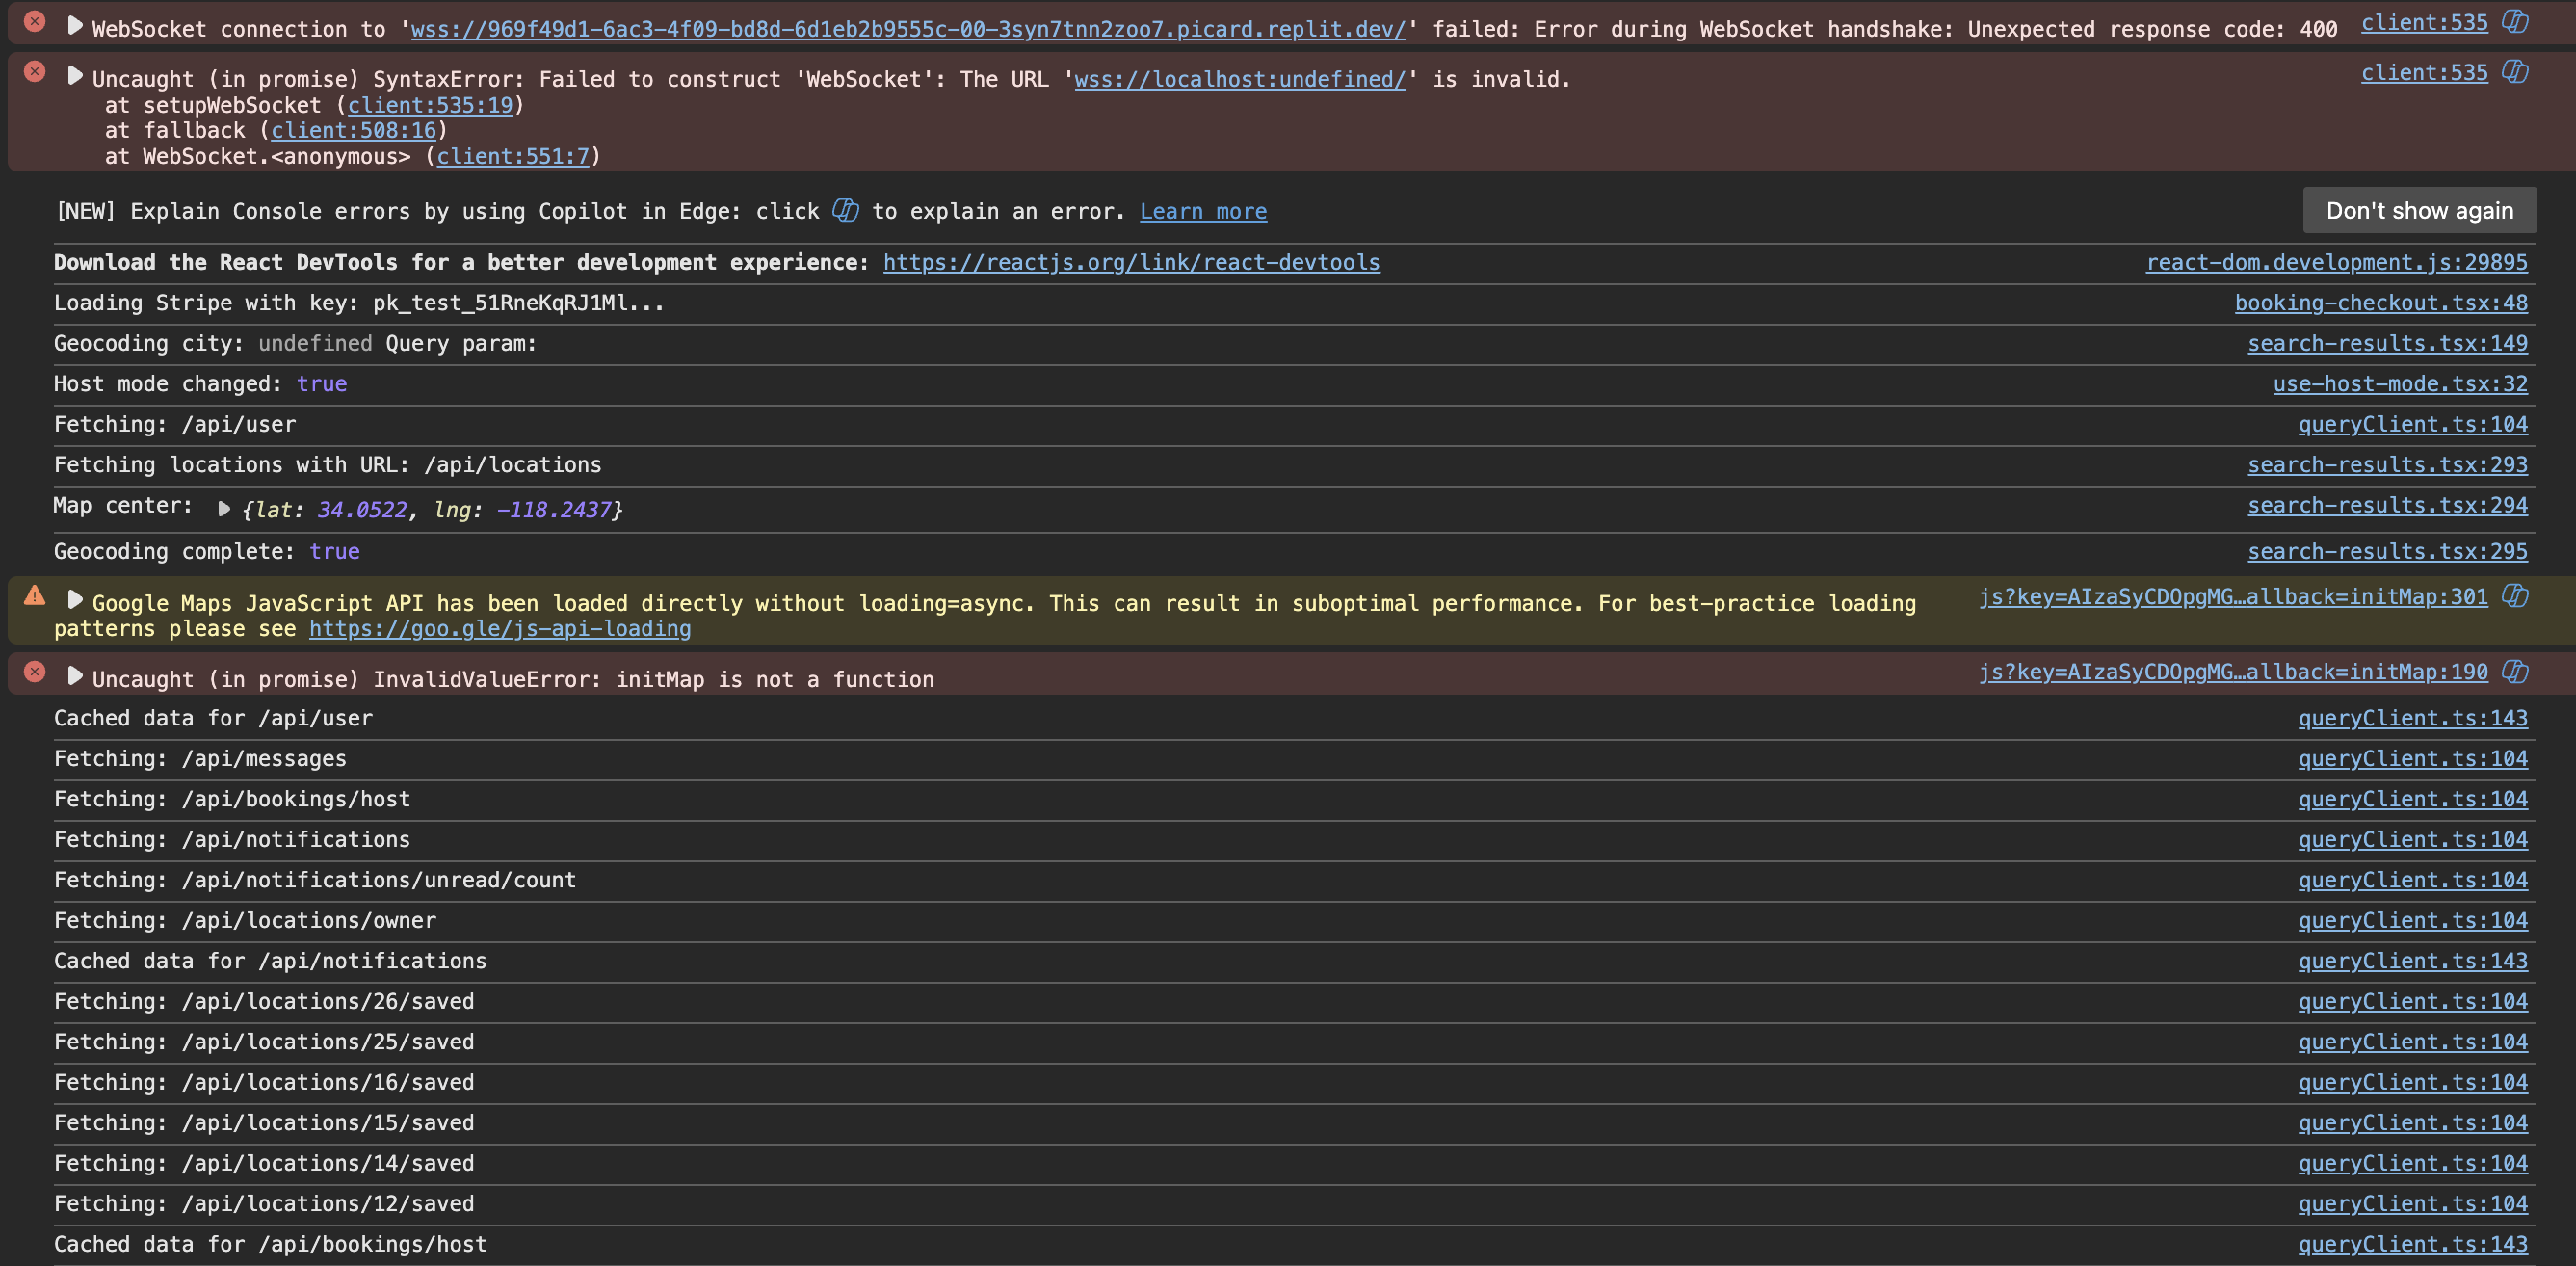 WebSocket connection to 'wss://969f49d1-6ac3-4f09-bd8d-6d1eb2b9555c-00-3syn7tnn2zoo7.picard.replit.dev/' failed: Error during WebSocket handshake: Unexpected response code: 400 client:535
Uncaught (in promise) SyntaxError: Failed to construct 'WebSocket': The URL 'wss://localhost:undefined/' is invalid. client:535
at setupWebSocket (client:535:19)
at fallback (client:508:16)
at WebSocket.<anonymous> (client:551:7)
[NEW] Explain Console errors by using Copilot in Edge: click to explain an error. Learn more Don't show again
Download the React DevTools for a better development experience: https://reactjs.org/link/react-devtools react-dom.development.js:29895
Loading Stripe with key: pk_test_51RneKqRJ1Ml... booking-checkout.tsx:48
Geocoding city: undefined Query param: search-results.tsx:149
Host mode changed: true use-host-mode.tsx:32
Fetching: /api/user queryClient.ts:104
Fetching locations with URL: /api/locations search-results.tsx:293
Map center: {lat: 34.0522, lng: -118.2437} search-results.tsx:294
Geocoding complete: true search-results.tsx:295
Google Maps JavaScript API has been loaded directly without loading=async. This can result in suboptimal performance. For best-practice loading js?key=AIzaSyCDOpgMG…allback=initMap:301
patterns please see https://goo.gle/js-api-loading
Uncaught (in promise) InvalidValueError: initMap is not a function js?key=AIzaSyCDOpgMG…allback=initMap:190
Cached data for /api/user queryClient.ts:143
Fetching: /api/messages queryClient.ts:104
Fetching: /api/bookings/host queryClient.ts:104
Fetching: /api/notifications queryClient.ts:104
Fetching: /api/notifications/unread/count queryClient.ts:104
Fetching: /api/locations/owner queryClient.ts:104
Cached data for /api/notifications queryClient.ts:143
Fetching: /api/locations/26/saved queryClient.ts:104
Fetching: /api/locations/25/saved queryClient.ts:104
Fetching: /api/locations/16/saved queryClient.ts:104
Fetching: /api/locations/15/saved queryClient.ts:104
Fetching: /api/locations/14/saved queryClient.ts:104
Fetching: /api/locations/12/saved queryClient.ts:104
Cached data for /api/bookings/host queryClient.ts:143